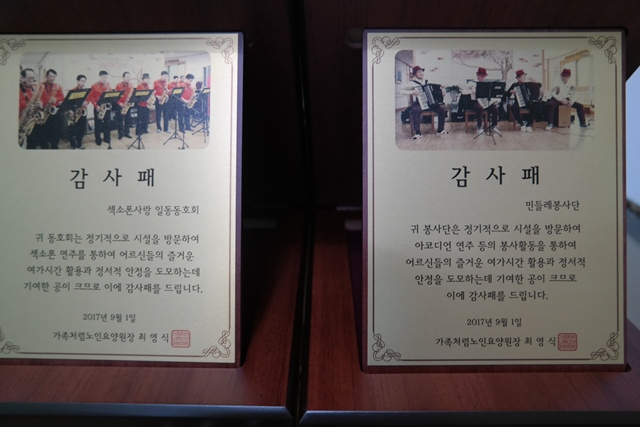 감 사 패
색소폰사랑 일동동호회
귀 동호회는 정기적으로 시설을 방문하여
색소폰 연주를 통하여 어르신들의 즐거운
여가시간 활용과 정서적 안정을 도모하는데
기여한 공이 크므로 이에 감사패를 드립니다.
2017년 9월 1일
가족처럼노인요양원장 최 영 식
감 사 패
민들레봉사단
귀 봉사단은 정기적으로 시설을 방문하여
아코디언 연주 등의 봉사활동을 통하여
어르신들의 즐거운 여가시간 활용과 정서적
안정을 도모하는데 기여한 공이 크므로
이에 감사패를 드립니다.
2017년 9월 1일
가족처럼노인요양원장 최 영 식